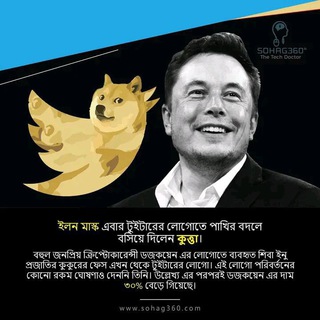 SOHAG360°
The Tech Doctor
ইলন মাস্ক এবার টুইটারের লোগোতে পাখির বদলে
বসিয়ে দিলেন কুত্তা।
বহুল জনপ্রিয় ক্রিপ্টোকারেন্সী ডজকয়েন এর লোগোতে ব্যবহৃত শিবা ইনু
প্রজাতির কুকুরের ফেস এখন থেকে টুইটারের লোগো। এই লোগো পরিবর্তনের
কোনো রকম ঘোষণাও দেননি তিনি। উল্লেখ্য এর পরপরই ডজকয়েন এর দাম
৩০% বেড়ে গিয়েছে।
www.sohag360.com